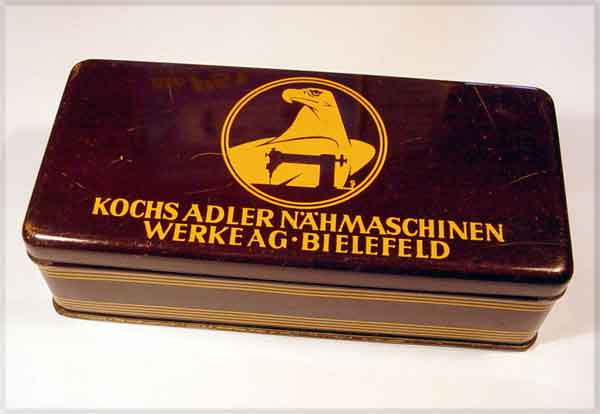 KOCHS ADLER NÄHMASCHINEN
WERKE AG · BIELEFELD